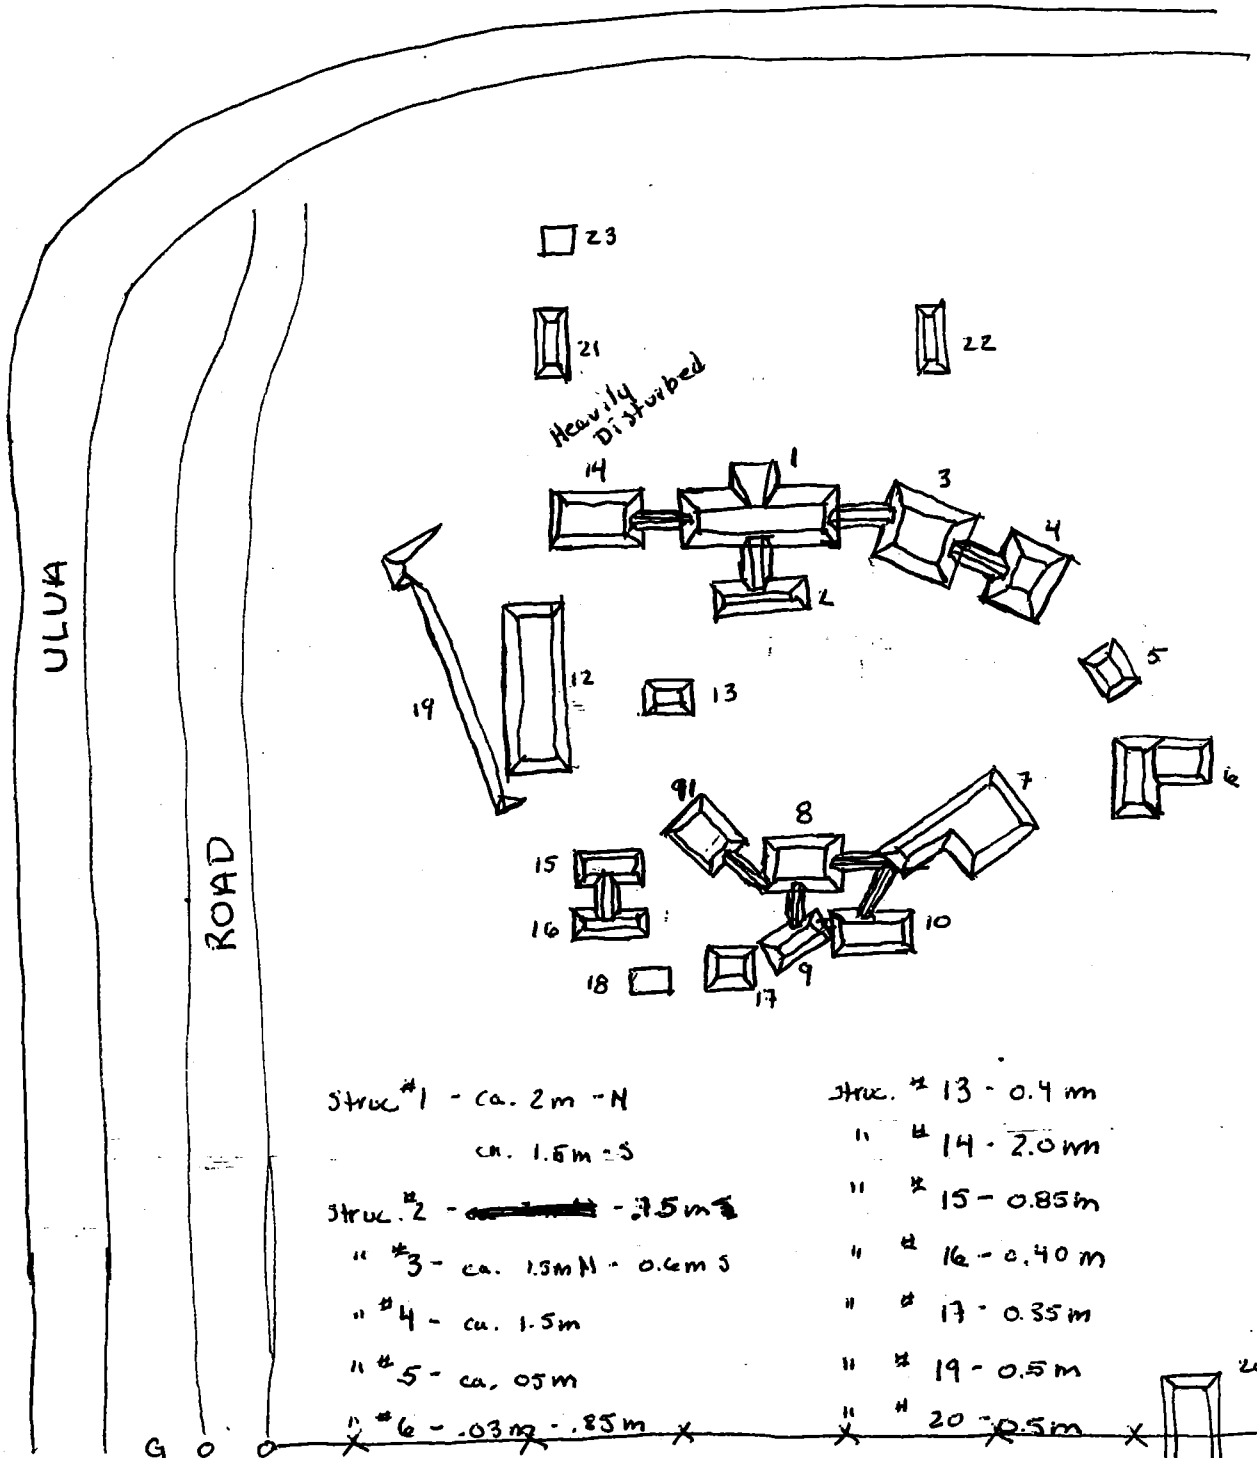 23
21
22
Heavily
Disturbed
14
1
3
4
2
5
ULUA
12
13
19
6
7
11
8
15
ROAD
16
10
9
18
17
Struc #1 - ca. 2m - N
ca. 1.5m - S
Struc. #2 - .75m
" #3 - ca. 1.3m N - 0.6m S
" #4 - ca. 1.5m
" #5 - ca. 05m
" #6 - .03m - .85m
Struc. # 13 - 0.4 m
" # 14 - 2.0 m
" # 15 - 0.85m
" # 16 - 0.40 m
" # 17 - 0.35 m
" # 19 - 0.5 m
" # 20 - 0.5m
G